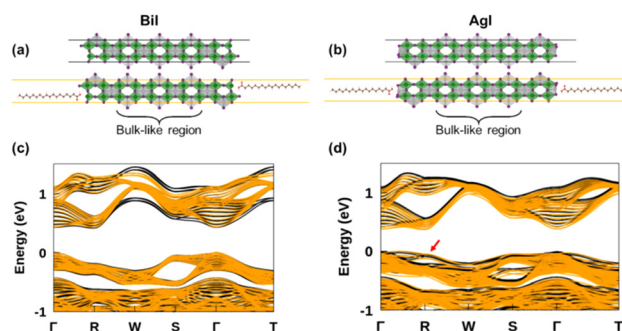 BiI AgI
(a) (b)
Bulk-like region Bulk-like region
(c) (d)
Energy (eV) Energy (eV)
1 1
0 0
-1 -1
Γ R W S Γ T Γ R W S Γ T